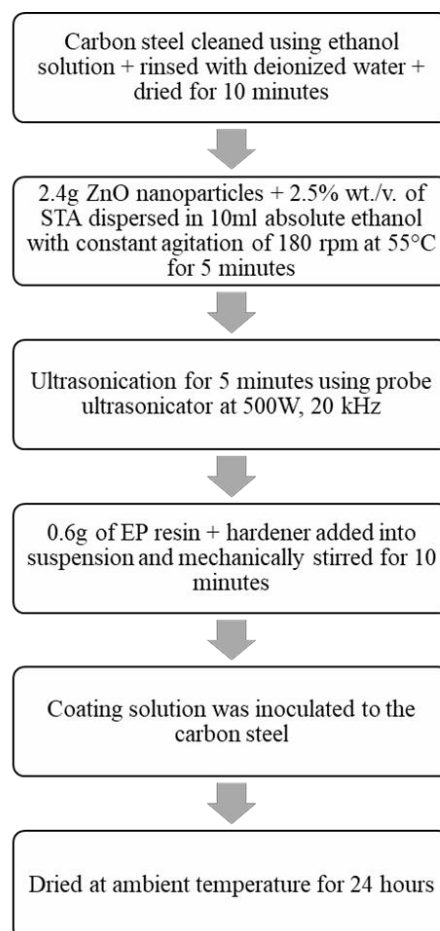 Carbon steel cleaned using ethanol
solution + rinsed with deionized water +
dried for 10 minutes
2.4g ZnO nanoparticles + 2.5% wt./v. of
STA dispersed in 10ml absolute ethanol
with constant agitation of 180 rpm at 55°C
for 5 minutes
Ultrasonication for 5 minutes using probe
ultrasonicator at 500W, 20 kHz
0.6g of EP resin + hardener added into
suspension and mechanically stirred for 10
minutes
Coating solution was inoculated to the
carbon steel
Dried at ambient temperature for 24 hours